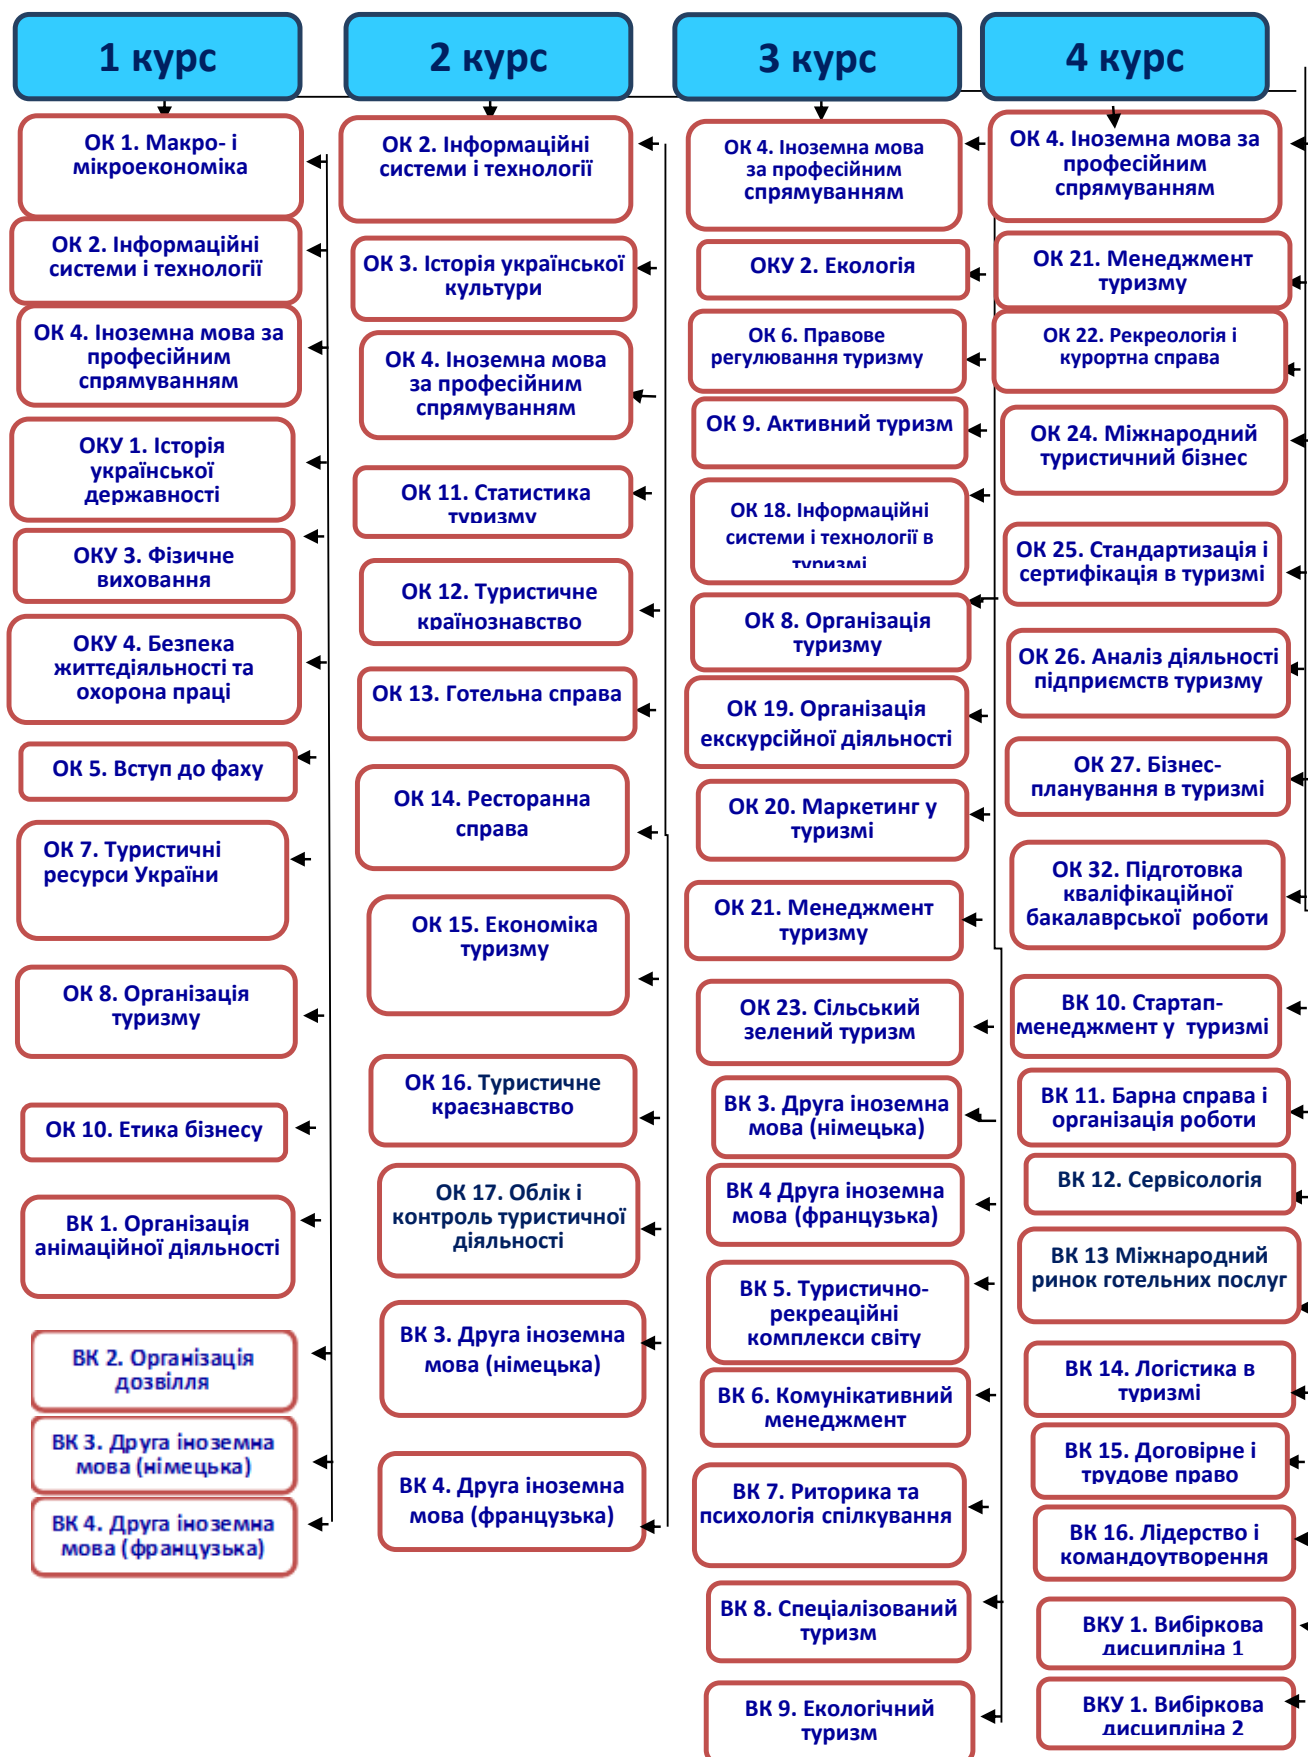 1 курс
ОК 1. Макро- і
мікроекономіка
ОК 2. Інформаційні
системи і технології
ОК 4. Іноземна мова за
професійним
спрямуванням
ОКУ 1. Історія
української
державності
ОКУ 3. Фізичне
виховання
ОКУ 4. Безпека
життєдіяльності та
охорона праці
ОК 5. Вступ до фаху
ОК 7. Туристичні
ресурси України
ОК 8. Організація
туризму
ОК 10. Етика бізнесу
ВК 1. Організація
анімаційної діяльності
ВК 2. Організація
дозвілля
ВК 3. Друга іноземна
мова (німецька)
ВК 4. Друга іноземна
мова (французька)
2 курс
ОК 2. Інформаційні
системи і технології
ОК 3. Історія української
культури
ОК 4. Іноземна мова
за професійним
спрямуванням
ОК 11. Статистика
туризму
ОК 12. Туристичне
країнознавство
ОК 13. Готельна справа
ОК 14. Ресторанна
справа
ОК 15. Економіка
туризму
ОК 16. Туристичне
краєзнавство
ОК 17. Облік і
контроль туристичної
діяльності
ВК 3. Друга іноземна
мова (німецька)
ВК 4. Друга іноземна
мова (французька)
3 курс
ОК 4. Іноземна мова
за професійним
спрямуванням
ОКУ 2. Екологія
ОК 6. Правове
регулювання туризму
ОК 9. Активний туризм
ОК 18. Інформаційні
системи і технології в
туризмі
ОК 8. Організація
туризму
ОК 19. Організація
екскурсійної діяльності
ОК 20. Маркетинг у
туризмі
ОК 21. Менеджмент
туризму
ОК 23. Сільський
зелений туризм
ВК 3. Друга іноземна
мова (німецька)
ВК 4 Друга іноземна
мова (французька)
ВК 5. Туристично-
рекреаційні
комплекси світу
ВК 6. Комунікативний
менеджмент
ВК 7. Риторика та
психологія спілкування
ВК 8. Спеціалізований
туризм
ВК 9. Екологічний
туризм
4 курс
ОК 4. Іноземна мова за
професійним
спрямуванням
ОК 21. Менеджмент
туризму
ОК 22. Рекреологія і
курортна справа
ОК 24. Міжнародний
туристичний бізнес
ОК 25. Стандартизація і
сертифікація в туризмі
ОК 26. Аналіз діяльності
підприємств туризму
ОК 27. Бізнес-
планування в туризмі
ОК 32. Підготовка
кваліфікаційної
бакалаврської роботи
ВК 10. Стартап-
менеджмент у туризмі
ВК 11. Барна справа і
організація роботи
ВК 12. Сервісологія
ВК 13 Міжнародний
ринок готельних послуг
ВК 14. Логістика в
туризмі
ВК 15. Договірне і
трудове право
ВК 16. Лідерство і
командоутворення
ВКУ 1. Вибіркова
дисципліна 1
ВКУ 1. Вибіркова
дисципліна 2